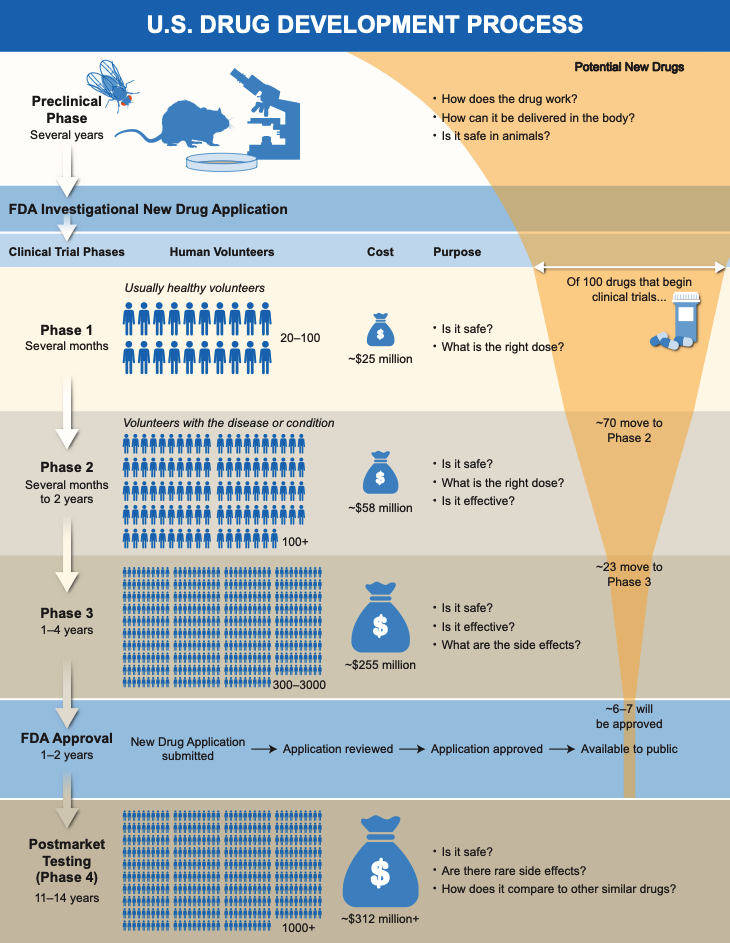 U.S. DRUG DEVELOPMENT PROCESS
Potential New Drugs
Preclinical
Phase
Several years
• How does the drug work?
• How can it be delivered in the body?
• Is it safe in animals?
FDA Investigational New Drug Application
Clinical Trial Phases
Human Volunteers
Cost
Purpose
Of 100 drugs that begin
clinical trials...
Phase 1
Several months
Usually healthy volunteers
20–100
$
~$25 million
• Is it safe?
• What is the right dose?
~70 move to
Phase 2
Phase 2
Several months
to 2 years
Volunteers with the disease or condition
100+
$
~$58 million
• Is it safe?
• What is the right dose?
• Is it effective?
~23 move to
Phase 3
Phase 3
1–4 years
300–3000
$
~$255 million
• Is it safe?
• Is it effective?
• What are the side effects?
~6–7 will
be approved
FDA Approval
1–2 years
New Drug Application
submitted
Application reviewed
Application approved
Available to public
Postmarket
Testing
(Phase 4)
11–14 years
1000+
$
~$312 million+
• Is it safe?
• Are there rare side effects?
• How does it compare to other similar drugs?